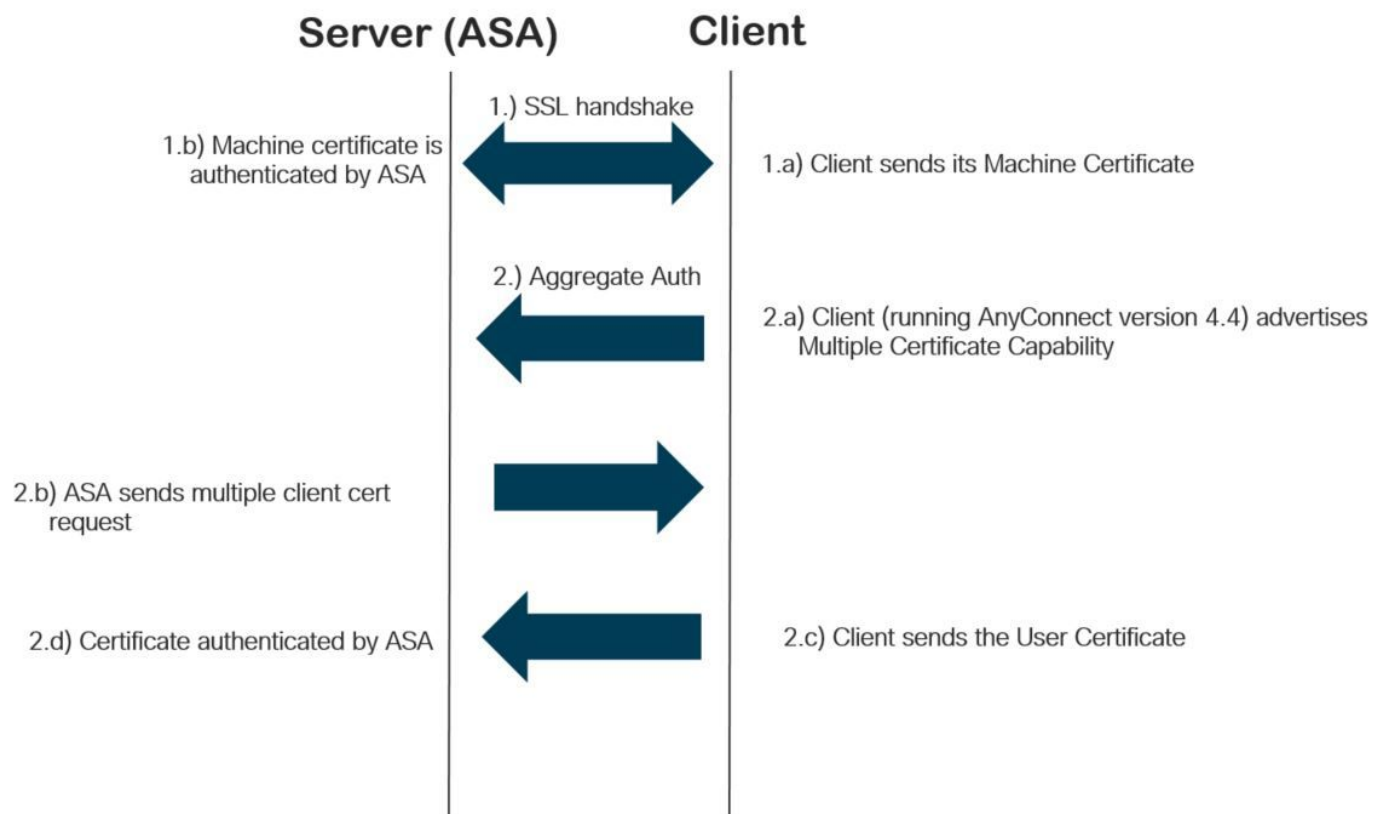 Server (ASA)
Client
1.) SSL handshake
1.b) Machine certificate is
authenticated by ASA
1.a) Client sends its Machine Certificate
2.) Aggregate Auth
2.a) Client (running AnyConnect version 4.4) advertises
Multiple Certificate Capability
2.b) ASA sends multiple client cert
request
2.d) Certificate authenticated by ASA
2.c) Client sends the User Certificate